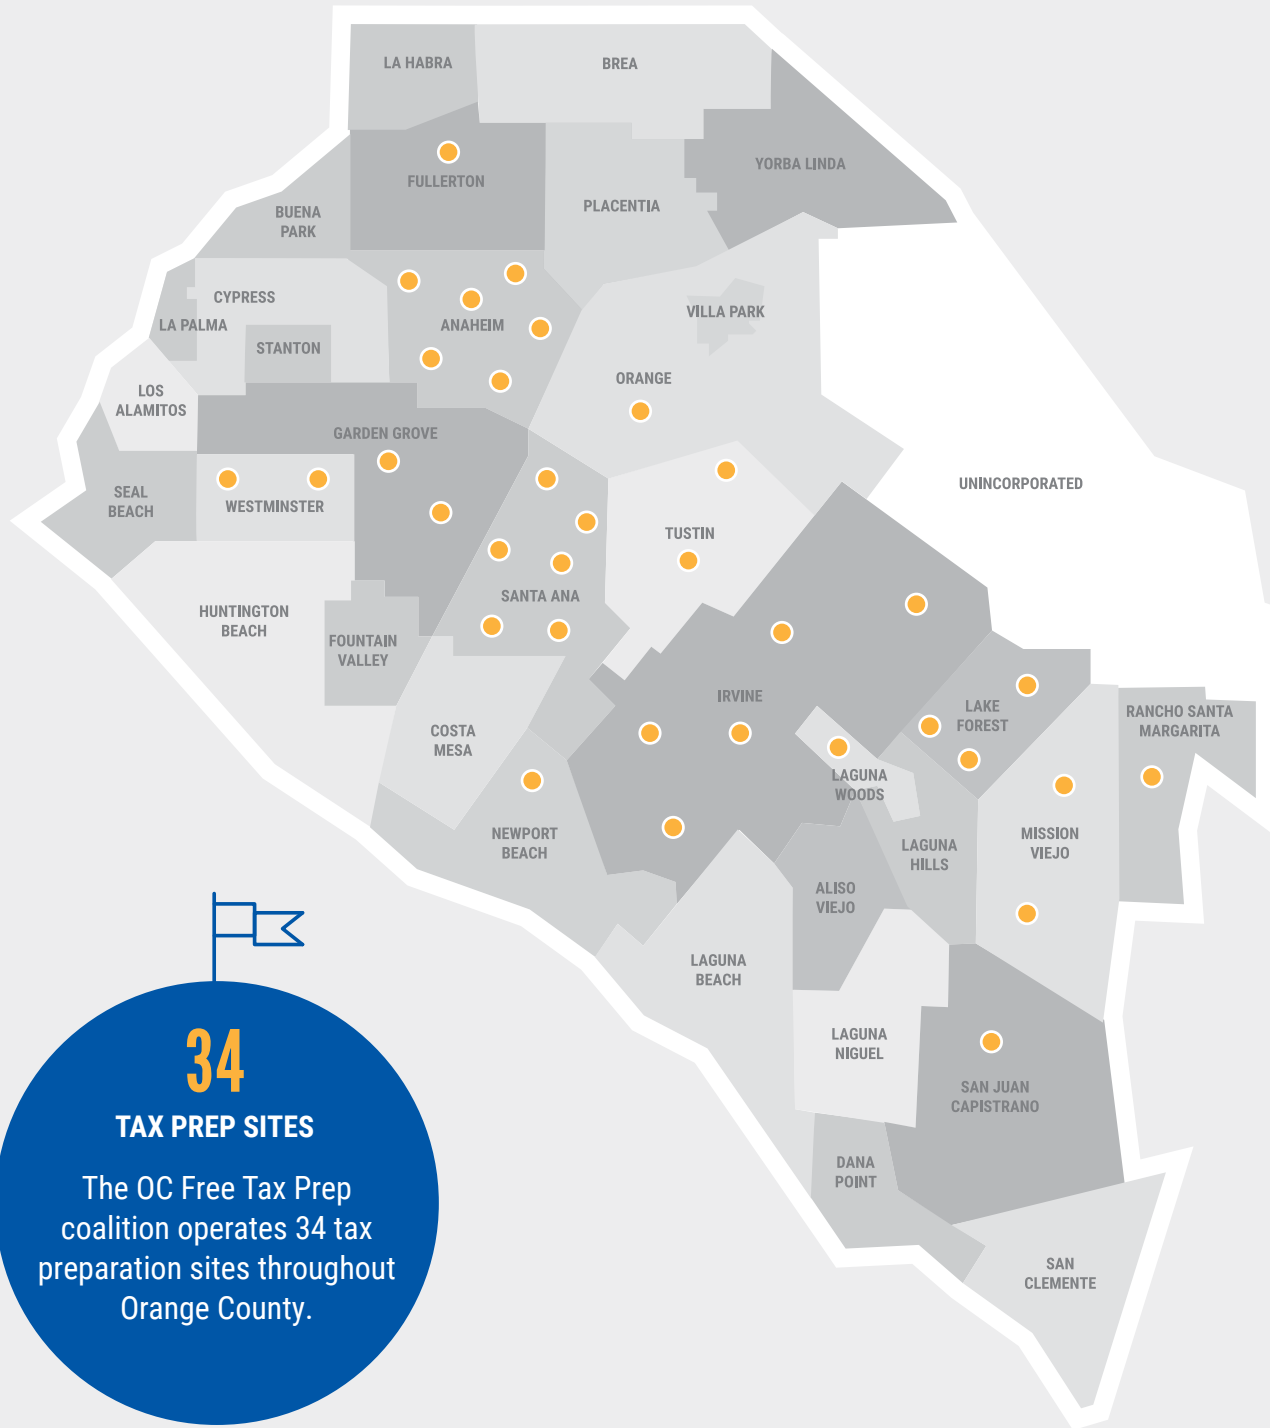 LA HABRA
BREA
YORBA LINDA
FULLERTON
PLACENTIA
BUENA
PARK
CYPRESS
VILLA PARK
LA PALMA
ANAHEIM
STANTON
ORANGE
LOS
ALAMITOS
GARDEN GROVE
UNINCORPORATED
SEAL
BEACH
WESTMINSTER
TUSTIN
SANTA ANA
HUNTINGTON
BEACH
FOUNTAIN
VALLEY
IRVINE
LAKE
FOREST
RANCHO SANTA
MARGARITA
COSTA
MESA
LAGUNA
WOODS
NEWPORT
BEACH
MISSION
VIEJO
LAGUNA
HILLS
ALISO
VIEJO
LAGUNA
BEACH
LAGUNA
NIGUEL
SAN JUAN
CAPISTRANO
DANA
POINT
SAN
CLEMENTE
34
TAX PREP SITES
The OC Free Tax Prep
coalition operates 34 tax
preparation sites throughout
Orange County.